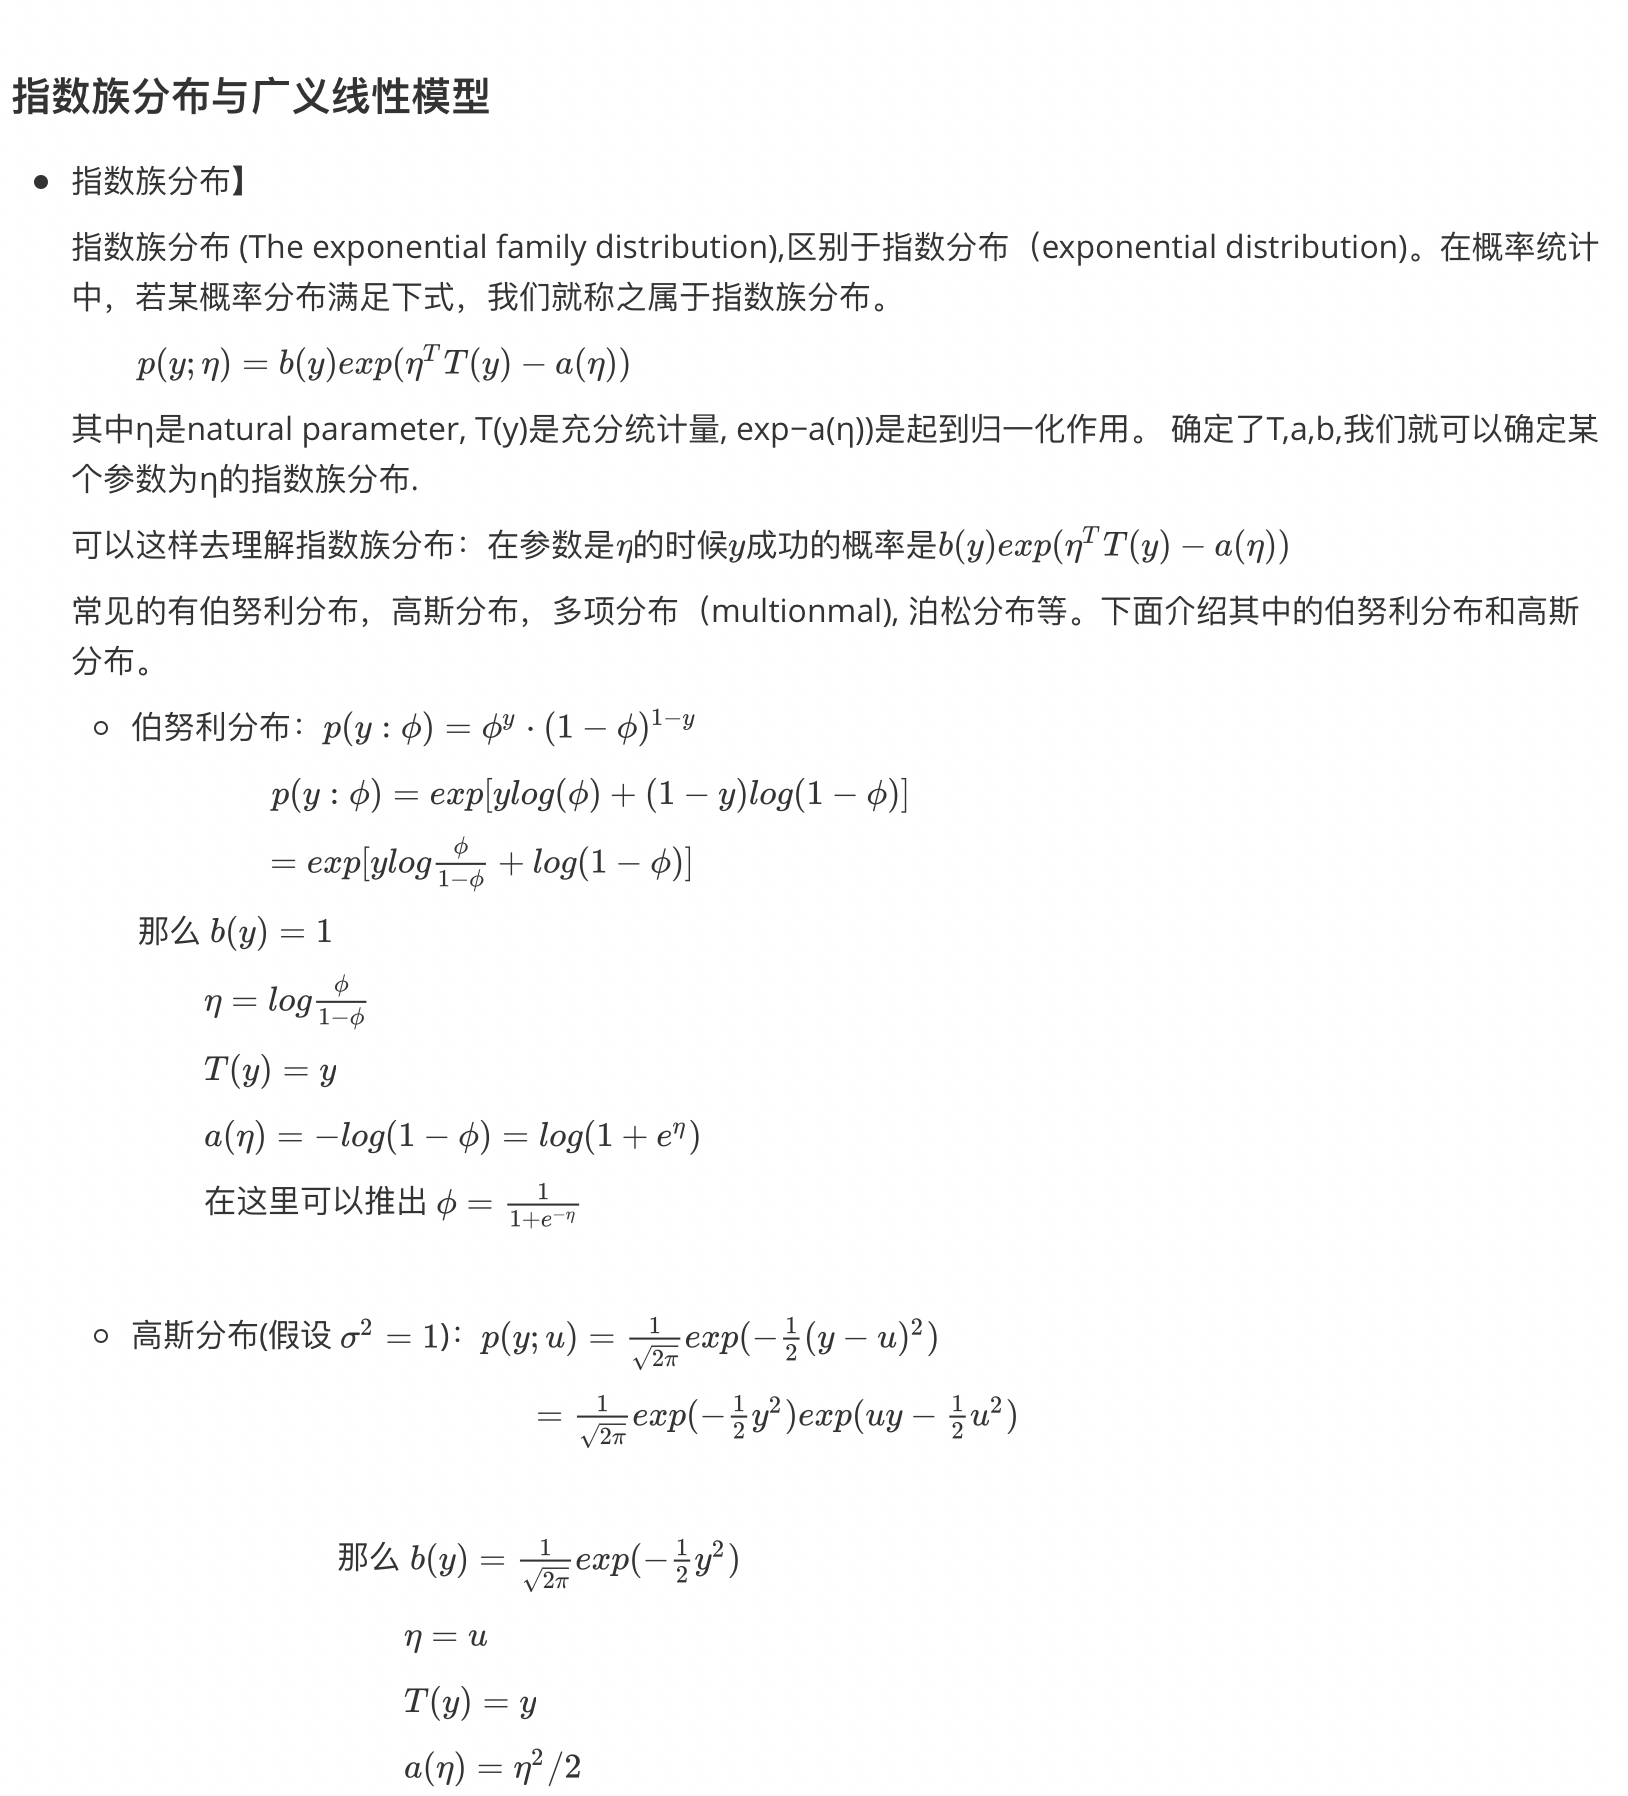 指数族分布与广义线性模型
● 指数族分布】
指数族分布 (The exponential family distribution),区别于指数分布（exponential distribution)。在概率统计
中，若某概率分布满足下式，我们就称之属于指数族分布。
$p(y; \eta) = b(y)exp(\eta^T T(y) - a(\eta))$
其中η是natural parameter, T(y)是充分统计量, exp−a(η))是起到归一化作用。 确定了T,a,b,我们就可以确定某
个参数为η的指数族分布.
可以这样去理解指数族分布：在参数是$\eta$的时候$y$成功的概率是$b(y)exp(\eta^T T(y) - a(\eta))$
常见的有伯努利分布，高斯分布，多项分布（multionmal), 泊松分布等。下面介绍其中的伯努利分布和高斯
分布。
○ 伯努利分布：$p(y : \phi) = \phi^y \cdot (1 - \phi)^{1-y}$
$p(y : \phi) = exp[ylog(\phi) + (1 - y)log(1 - \phi)]$
$= exp[ylog\frac{\phi}{1-\phi} + log(1 - \phi)]$
那么 $b(y) = 1$
$\eta = log\frac{\phi}{1-\phi}$
$T(y) = y$
$a(\eta) = -log(1 - \phi) = log(1 + e^\eta)$
在这里可以推出 $\phi = \frac{1}{1+e^{-\eta}}$
○ 高斯分布(假设 $\sigma^2 = 1$)：$p(y; u) = \frac{1}{\sqrt{2\pi}}exp(-\frac{1}{2}(y - u)^2)$
$= \frac{1}{\sqrt{2\pi}}exp(-\frac{1}{2}y^2)exp(uy - \frac{1}{2}u^2)$
那么 $b(y) = \frac{1}{\sqrt{2\pi}}exp(-\frac{1}{2}y^2)$
$\eta = u$
$T(y) = y$
$a(\eta) = \eta^2/2$